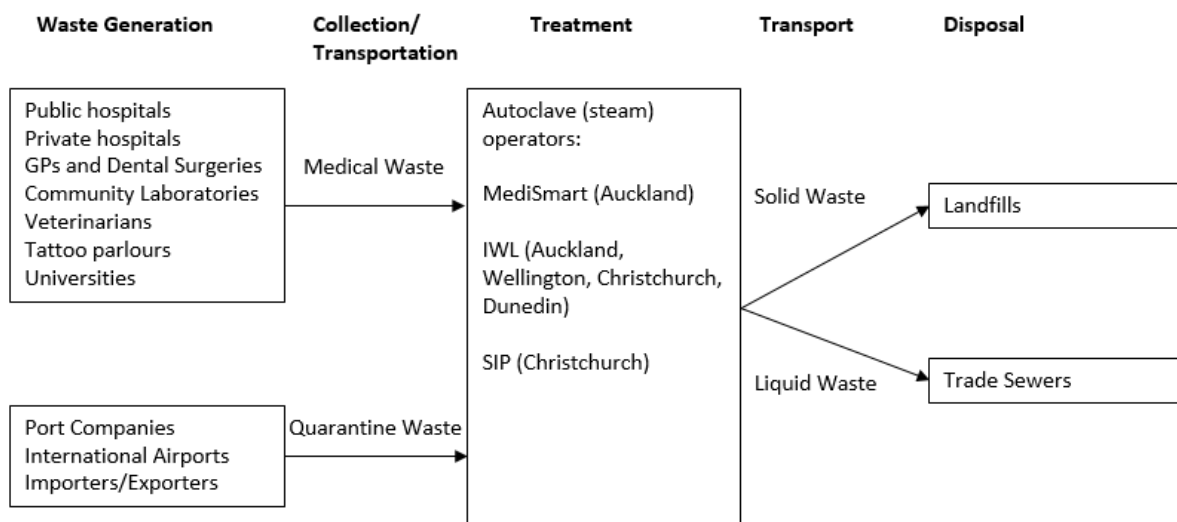 Waste Generation
Collection/
Transportation
Treatment
Transport
Disposal
Public hospitals
Private hospitals
GPs and Dental Surgeries
Community Laboratories
Veterinarians
Tattoo parlours
Universities
Medical Waste
Autoclave (steam)
operators:
MediSmart (Auckland)
IWL (Auckland,
Wellington, Christchurch,
Dunedin)
SIP (Christchurch)
Solid Waste
Landfills
Liquid Waste
Trade Sewers
Port Companies
International Airports
Importers/Exporters
Quarantine Waste